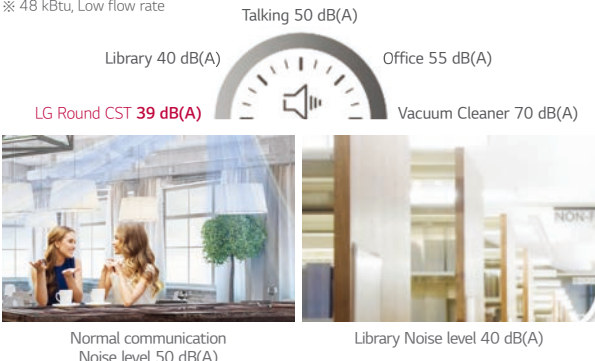 ※ 48 kBtu, Low flow rate
Talking 50 dB(A)
Library 40 dB(A)
Office 55 dB(A)
LG Round CST 39 dB(A)
Vacuum Cleaner 70 dB(A)
NON-F
Normal communication
Noise level 50 dB(A)
Library Noise level 40 dB(A)